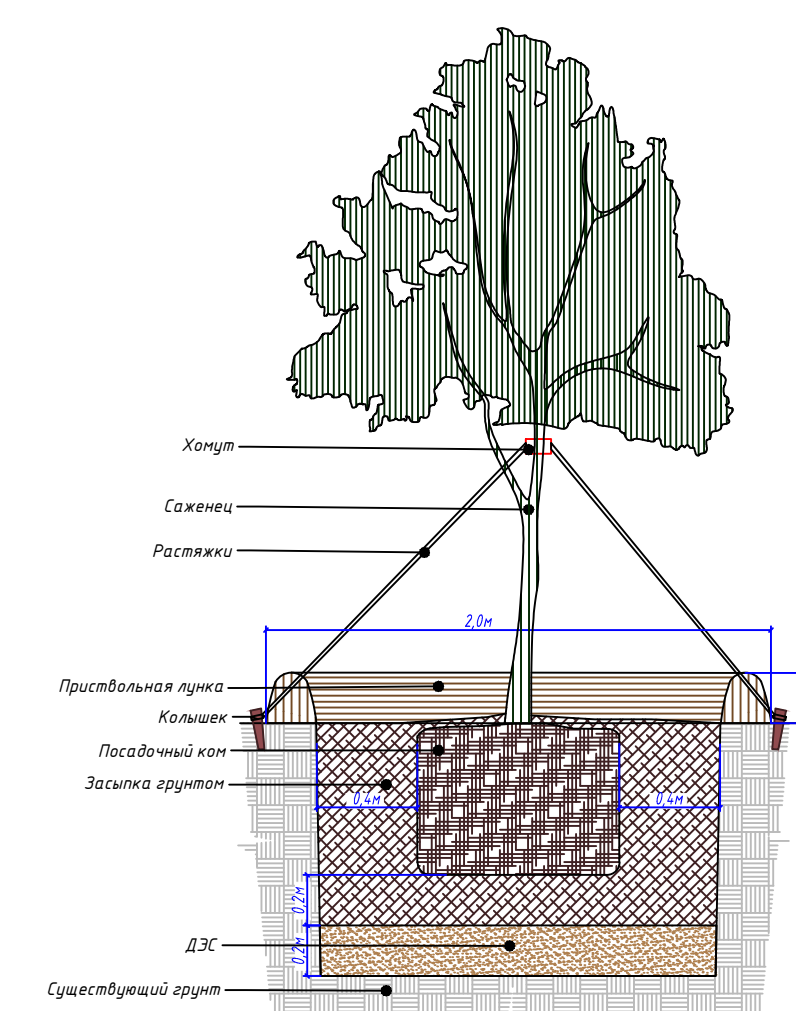 Хомут
Саженец
Растяжки
2,0м
Приствольная лунка
Колышек
Посадочный ком
Засыпка грунтом
0,4м
0,4м
0,2м
ДЭС
0,2м
Существующий грунт